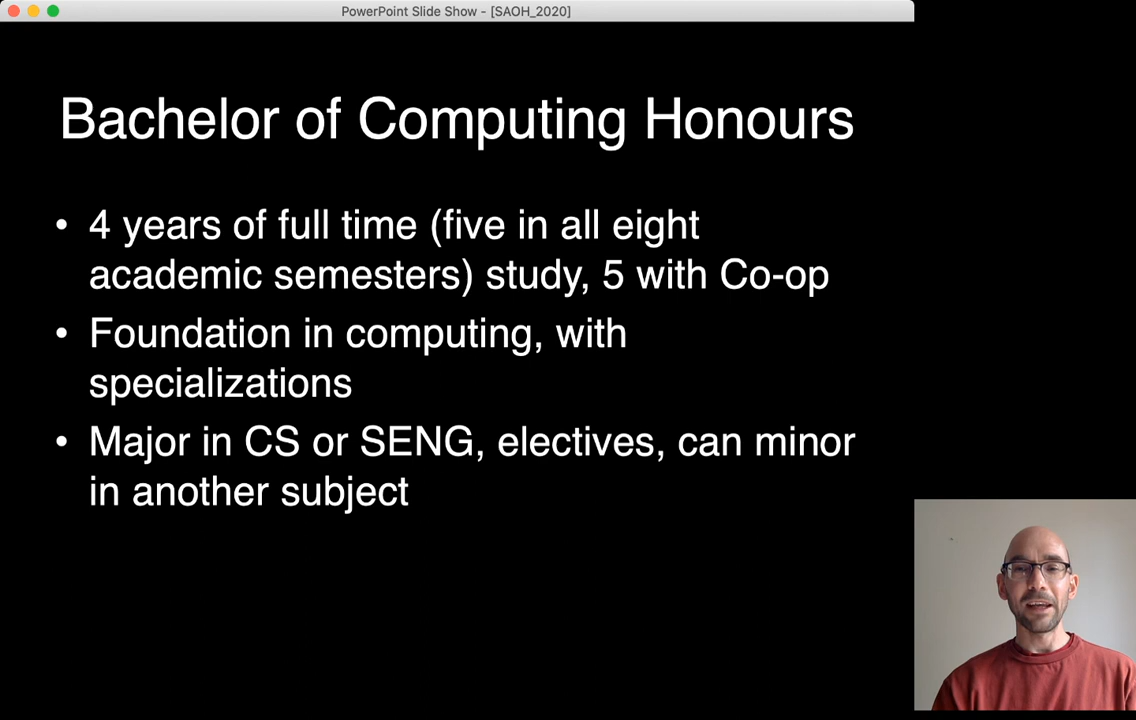 PowerPoint Slide Show - [SAOH_2020]
Bachelor of Computing Honours
• 4 years of full time (five in all eight
academic semesters) study, 5 with Co-op
• Foundation in computing, with
specializations
• Major in CS or SENG, electives, can minor
in another subject